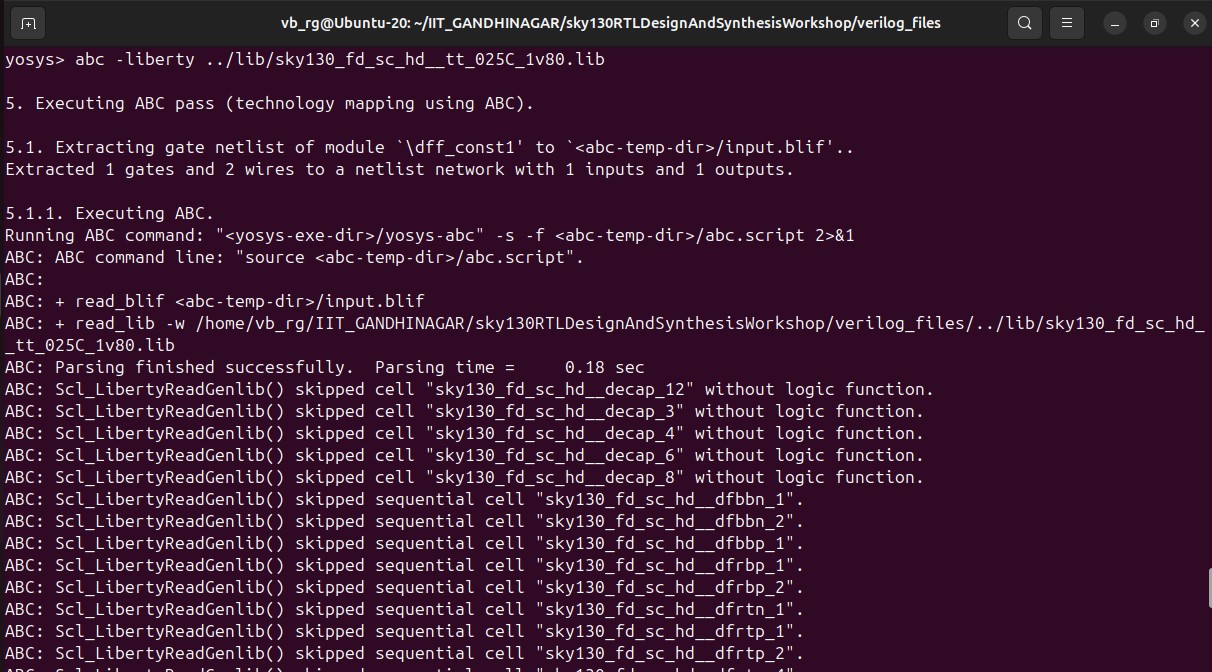 vb_rg@Ubuntu-20: ~/IIT_GANDHINAGAR/sky130RTLDesignAndSynthesisWorkshop/verilog_files
yosys> abc -liberty ../lib/sky130_fd_sc_hd__tt_025C_1v80.lib
5. Executing ABC pass (technology mapping using ABC).
5.1. Extracting gate netlist of module `\dff_const1' to `<abc-temp-dir>/input.blif'..
Extracted 1 gates and 2 wires to a netlist network with 1 inputs and 1 outputs.
5.1.1. Executing ABC.
Running ABC command: "<yosys-exe-dir>/yosys-abc" -s -f <abc-temp-dir>/abc.script 2>&1
ABC: ABC command line: "source <abc-temp-dir>/abc.script".
ABC:
ABC: + read_blif <abc-temp-dir>/input.blif
ABC: + read_lib -w /home/vb_rg/IIT_GANDHINAGAR/sky130RTLDesignAndSynthesisWorkshop/verilog_files/../lib/sky130_fd_sc_hd_
_tt_025C_1v80.lib
ABC: Parsing finished successfully.  Parsing time =     0.18 sec
ABC: Scl_LibertyReadGenlib() skipped cell "sky130_fd_sc_hd__decap_12" without logic function.
ABC: Scl_LibertyReadGenlib() skipped cell "sky130_fd_sc_hd__decap_3" without logic function.
ABC: Scl_LibertyReadGenlib() skipped cell "sky130_fd_sc_hd__decap_4" without logic function.
ABC: Scl_LibertyReadGenlib() skipped cell "sky130_fd_sc_hd__decap_6" without logic function.
ABC: Scl_LibertyReadGenlib() skipped cell "sky130_fd_sc_hd__decap_8" without logic function.
ABC: Scl_LibertyReadGenlib() skipped sequential cell "sky130_fd_sc_hd__dfbbn_1".
ABC: Scl_LibertyReadGenlib() skipped sequential cell "sky130_fd_sc_hd__dfbbn_2".
ABC: Scl_LibertyReadGenlib() skipped sequential cell "sky130_fd_sc_hd__dfbbp_1".
ABC: Scl_LibertyReadGenlib() skipped sequential cell "sky130_fd_sc_hd__dfrbp_1".
ABC: Scl_LibertyReadGenlib() skipped sequential cell "sky130_fd_sc_hd__dfrbp_2".
ABC: Scl_LibertyReadGenlib() skipped sequential cell "sky130_fd_sc_hd__dfrtn_1".
ABC: Scl_LibertyReadGenlib() skipped sequential cell "sky130_fd_sc_hd__dfrtp_1".
ABC: Scl_LibertyReadGenlib() skipped sequential cell "sky130_fd_sc_hd__dfrtp_2".